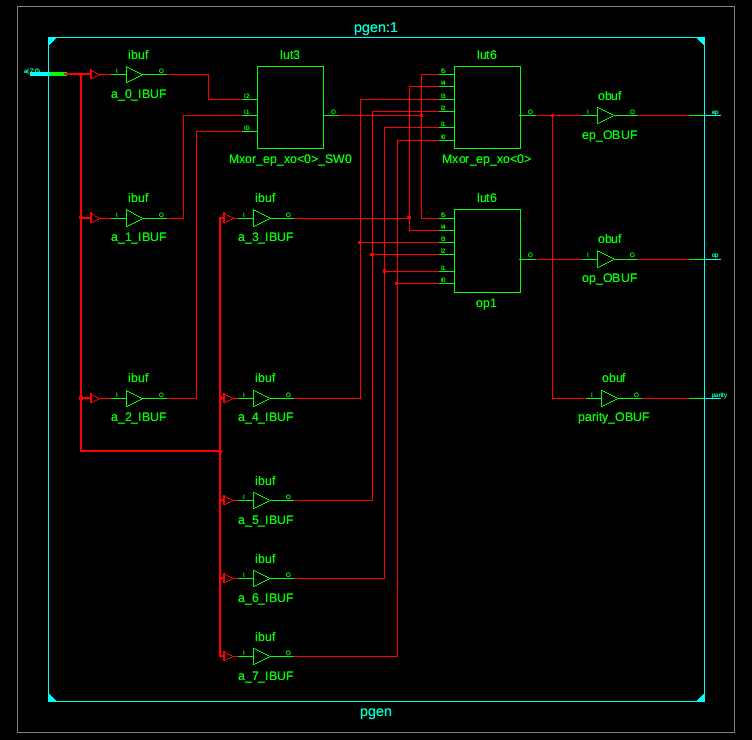 pgen:1
ibuf
lut3
lut6
a_0_IBUF
I O
I2
I1 O
I0
Mxor_ep_xo<0>_SW0
I5
I4
I3
I2 O
I1
I0
Mxor_ep_xo<0>
obuf
I O
ep_OBUF
ep
ibuf
I O
a_1_IBUF
ibuf
I O
a_3_IBUF
lut6
I5
I4
I3
I2 O
I1
I0
op1
obuf
I O
op_OBUF
op
ibuf
I O
a_2_IBUF
ibuf
I O
a_4_IBUF
obuf
I O
parity_OBUF
parity
ibuf
I O
a_5_IBUF
ibuf
I O
a_6_IBUF
ibuf
I O
a_7_IBUF
pgen